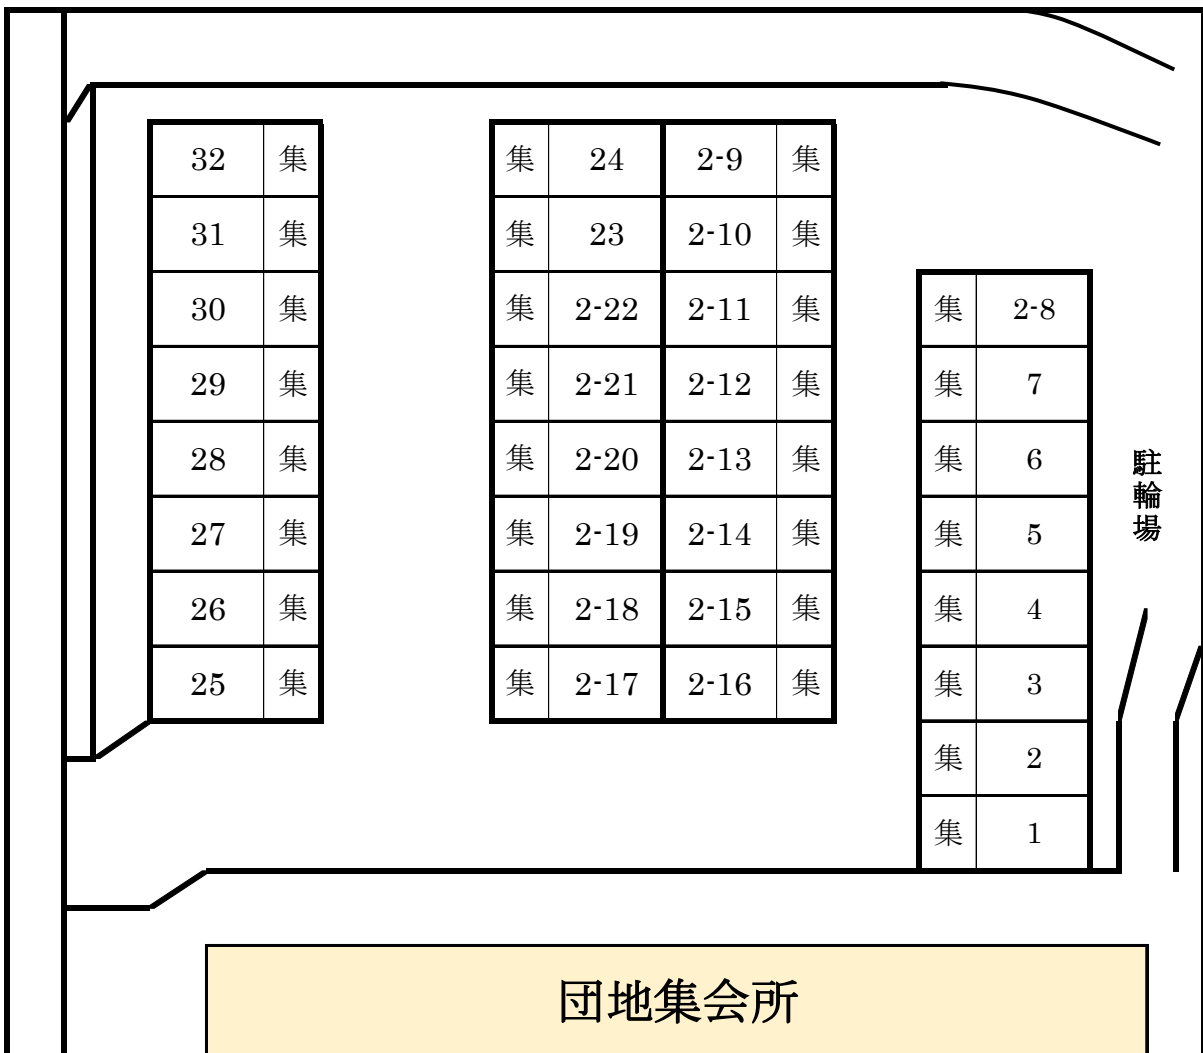 32 集 集 24 2-9 集
31 集 集 23 2-10 集
30 集 集 2-22 2-11 集 集 2-8
29 集 集 2-21 2-12 集 集 7
28 集 集 2-20 2-13 集 集 6
27 集 集 2-19 2-14 集 集 5
26 集 集 2-18 2-15 集 集 4
25 集 集 2-17 2-16 集 集 3
集 2
集 1
駐輪場
団地集会所